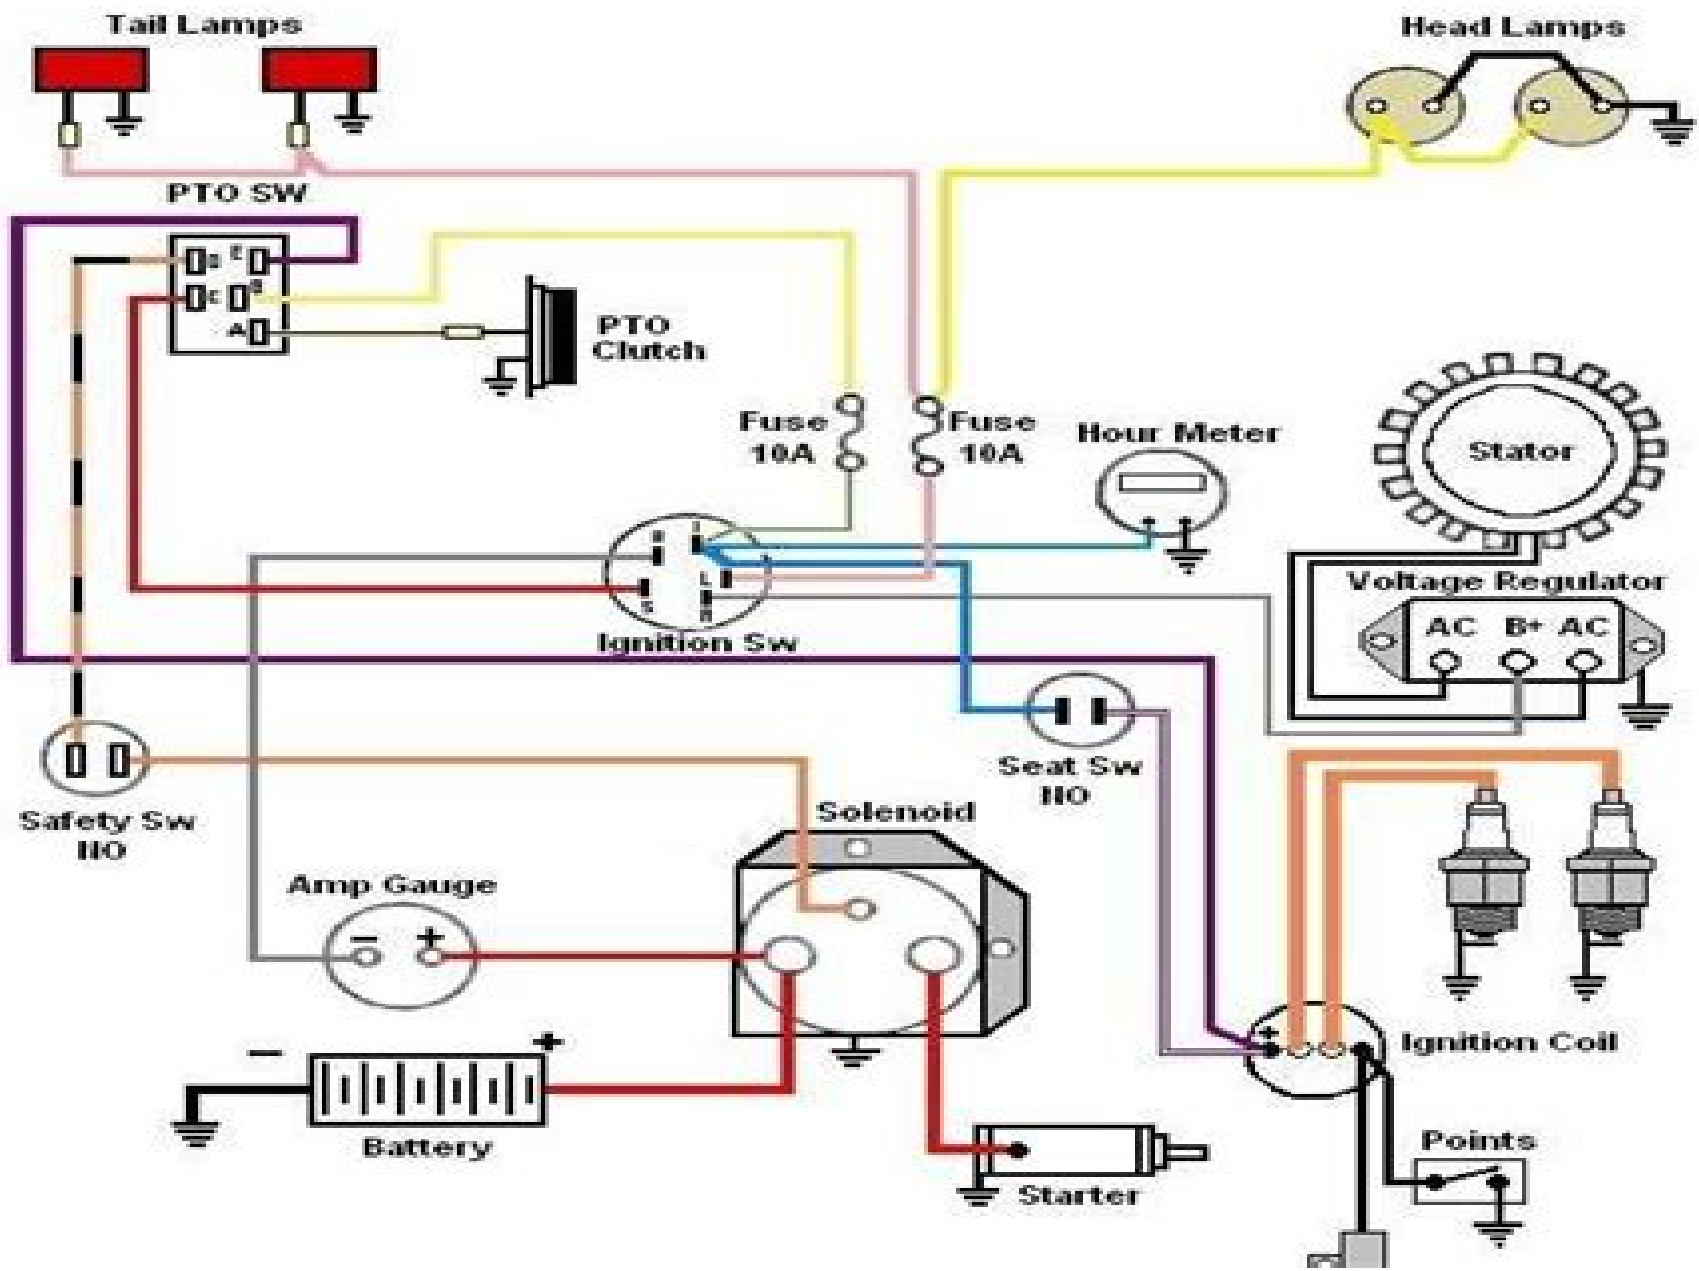 Tail Lamps
Head Lamps
PTO SW
E
C
A
PTO
Clutch
Fuse
10A
Fuse
10A
Hour Meter
Stator
L
S
Ignition Sw
Voltage Regulator
AC B+ AC
Seat Sw
NO
Safety Sw
NO
Solenoid
Amp Gauge
− +
+
Ignition Coil
− +
Battery
Points
Starter